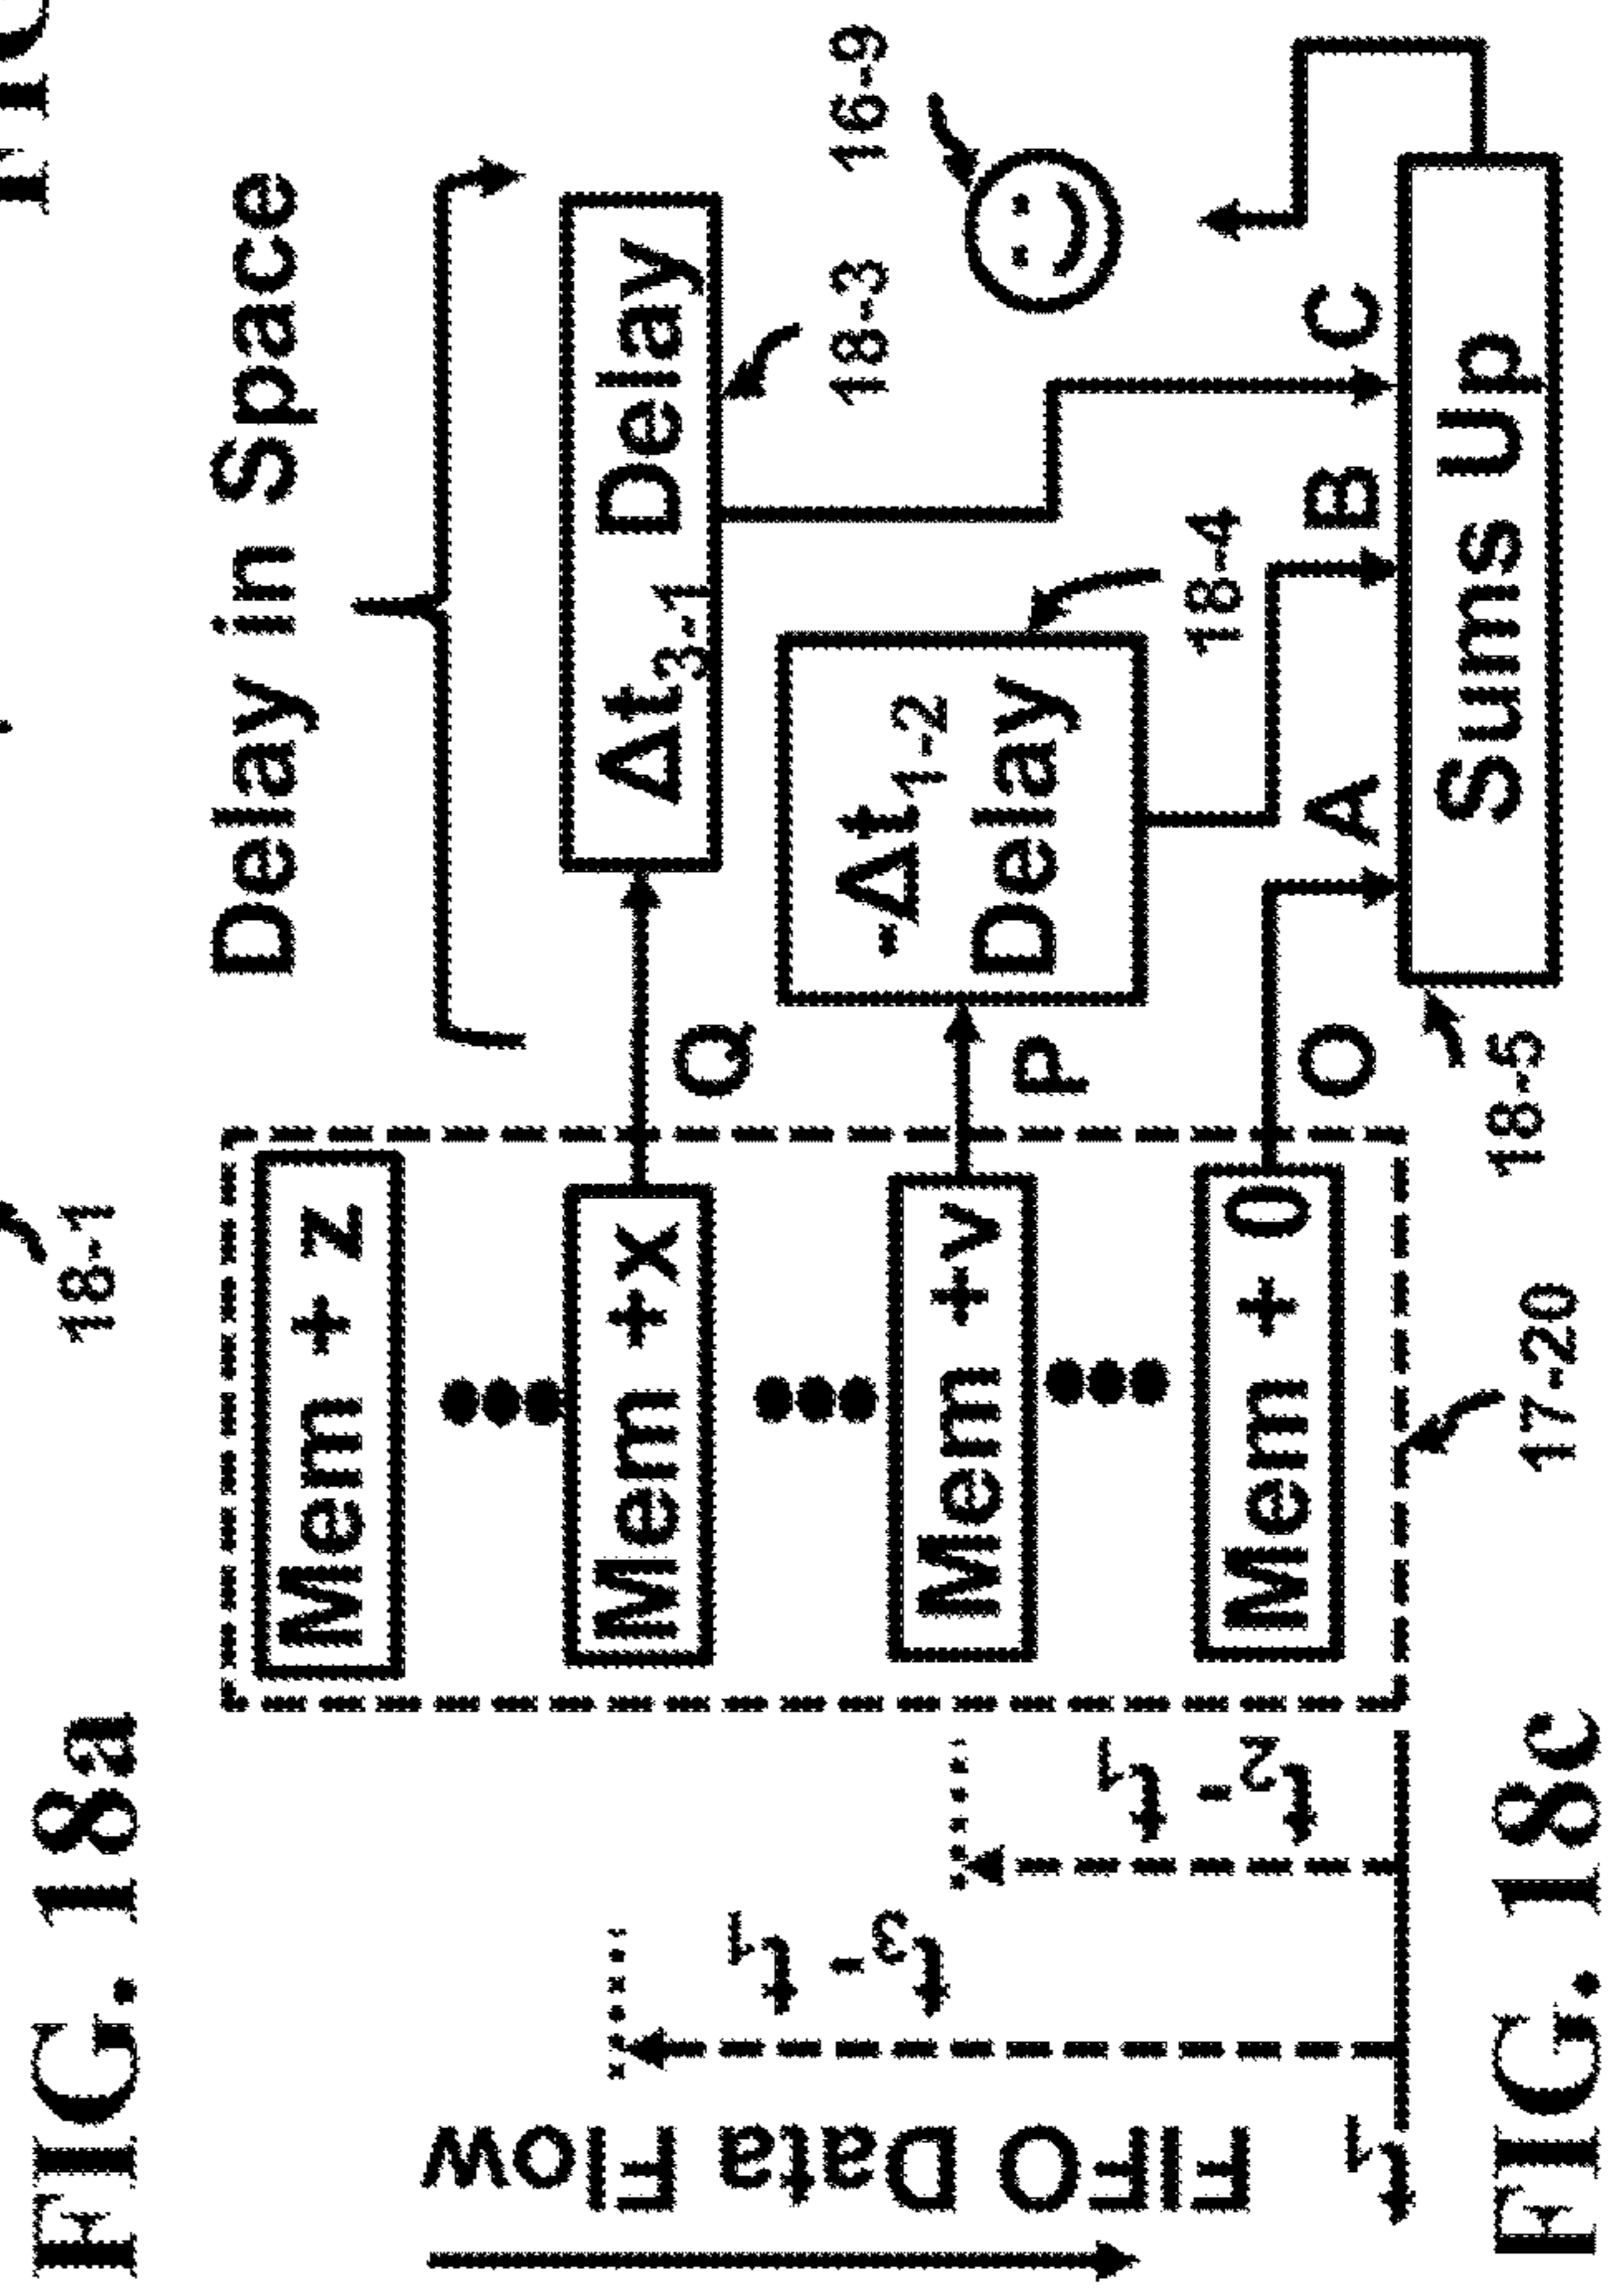 FIG. 18a
18-1
Delay in Space
Mem + z
Mem +x
Q
Δt3-1 Delay
18-3
16-9
Mem +v
P
-Δt1-2
Delay
18-4
Mem + 0
O
A
B
C
Sums Up
18-5
17-20
FIFO Data Flow
t3 - t1
t2 - t1
t1
FIG. 18c